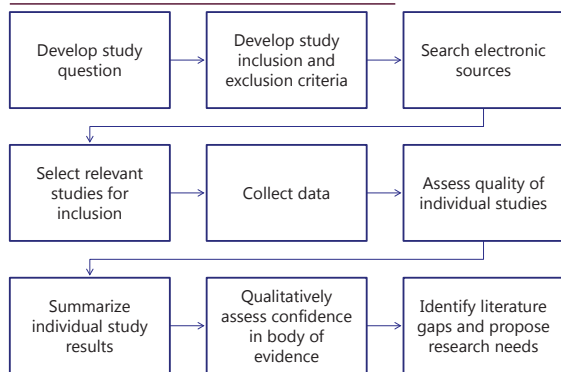 Develop study
question
Develop study
inclusion and
exclusion criteria
Search electronic
sources
Select relevant
studies for
inclusion
Collect data
Assess quality of
individual studies
Summarize
individual study
results
Qualitatively
assess confidence
in body of
evidence
Identify literature
gaps and propose
research needs